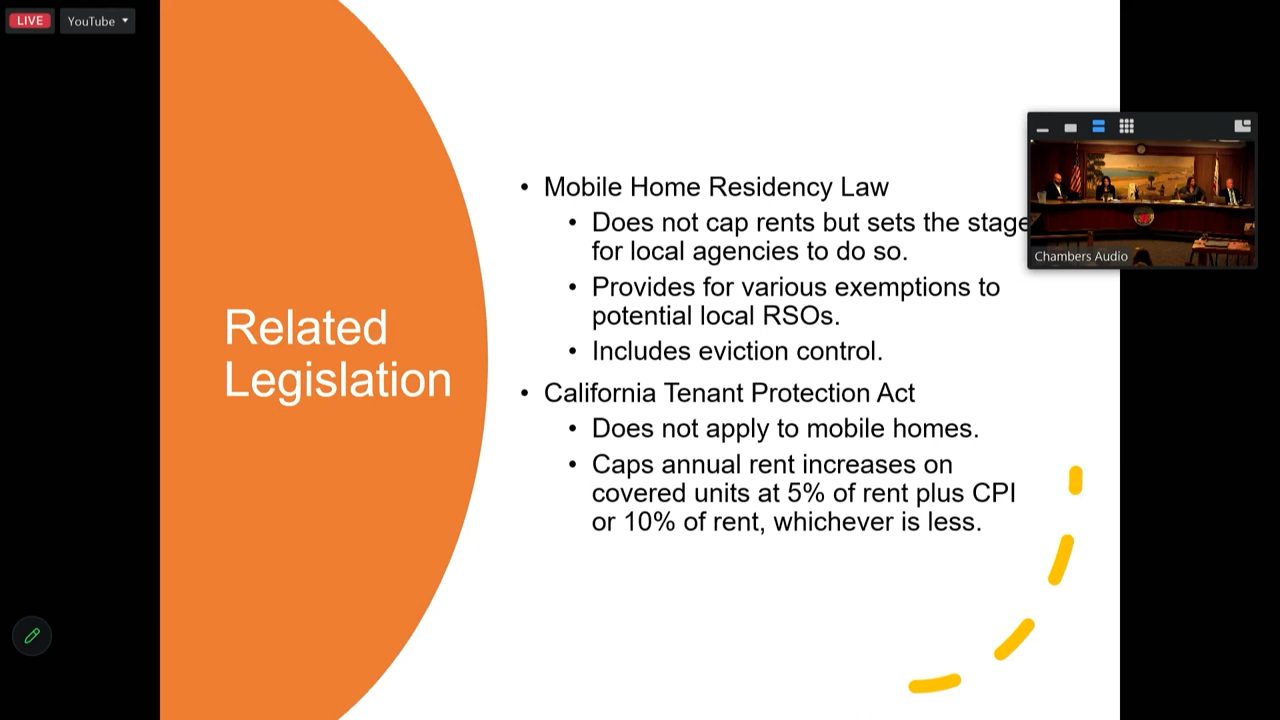 LIVE YouTube
Related
Legislation
• Mobile Home Residency Law
• Does not cap rents but sets the stage
for local agencies to do so.
• Provides for various exemptions to
potential local RSOs.
• Includes eviction control.
• California Tenant Protection Act
• Does not apply to mobile homes.
• Caps annual rent increases on
covered units at 5% of rent plus CPI
or 10% of rent, whichever is less.
Chambers Audio